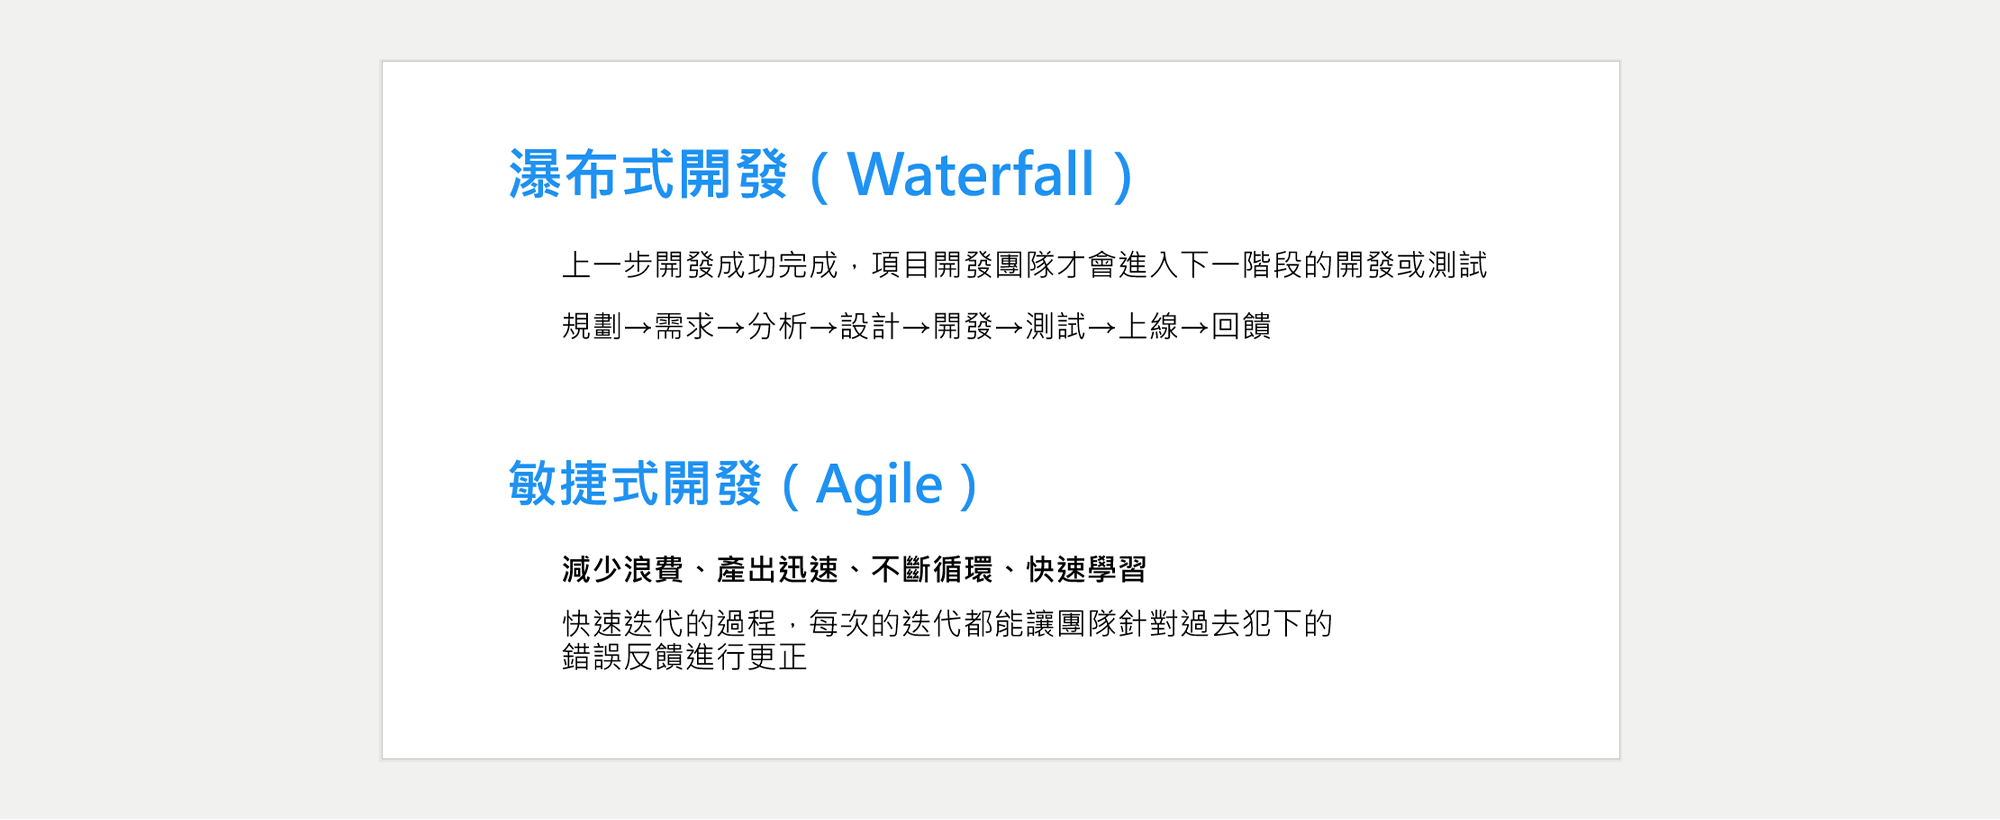 瀑布式開發（Waterfall）
上一步開發成功完成，項目開發團隊才會進入下一階段的開發或測試
規劃→需求→分析→設計→開發→測試→上線→回饋
敏捷式開發（Agile）
減少浪費、產出迅速、不斷循環、快速學習
快速迭代的過程，每次的迭代都能讓團隊針對過去犯下的
錯誤反饋進行更正